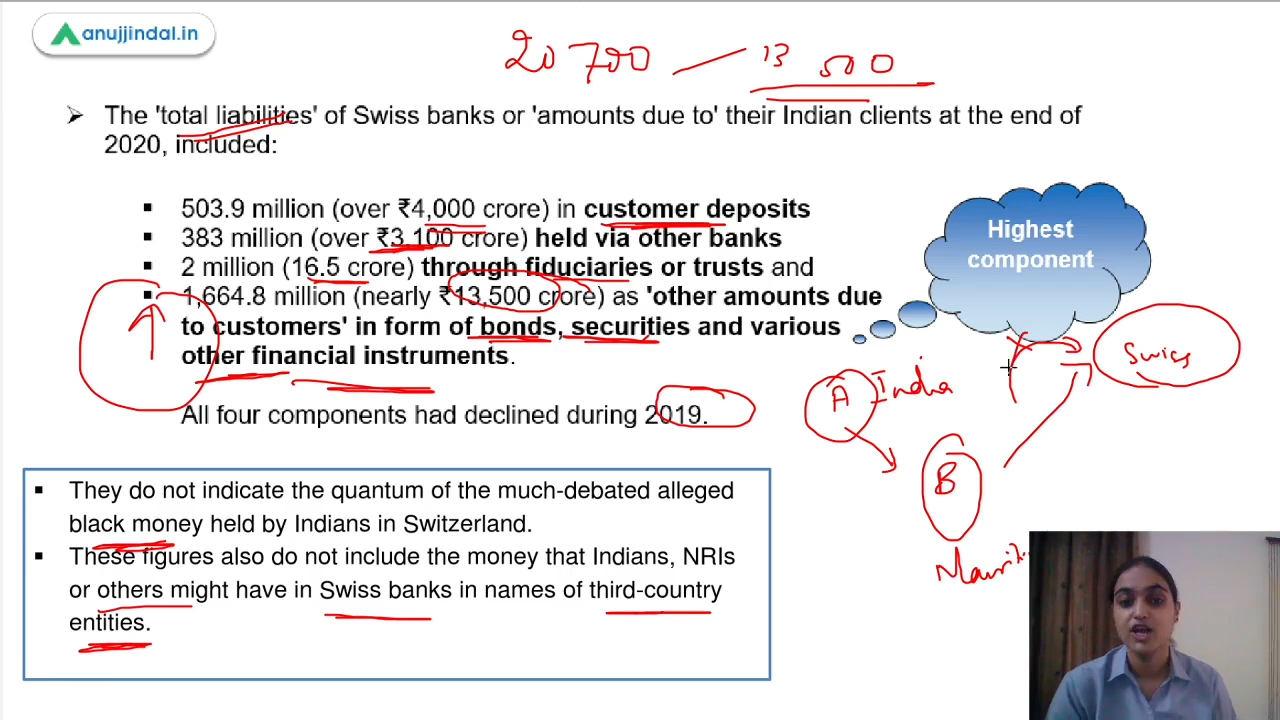 anujjindal.in
20 700 — 13 500
➤ The 'total liabilities' of Swiss banks or 'amounts due to' their Indian clients at the end of
2020, included:
▪ 503.9 million (over ₹4,000 crore) in customer deposits
▪ 383 million (over ₹3,100 crore) held via other banks
▪ 2 million (16.5 crore) through fiduciaries or trusts and
▪ 1,664.8 million (nearly ₹13,500 crore) as 'other amounts due
to customers' in form of bonds, securities and various
other financial instruments.
All four components had declined during 2019.
Highest
component
Swiss
A India
B
▪ They do not indicate the quantum of the much-debated alleged
black money held by Indians in Switzerland.
▪ These figures also do not include the money that Indians, NRIs
or others might have in Swiss banks in names of third-country
entities.